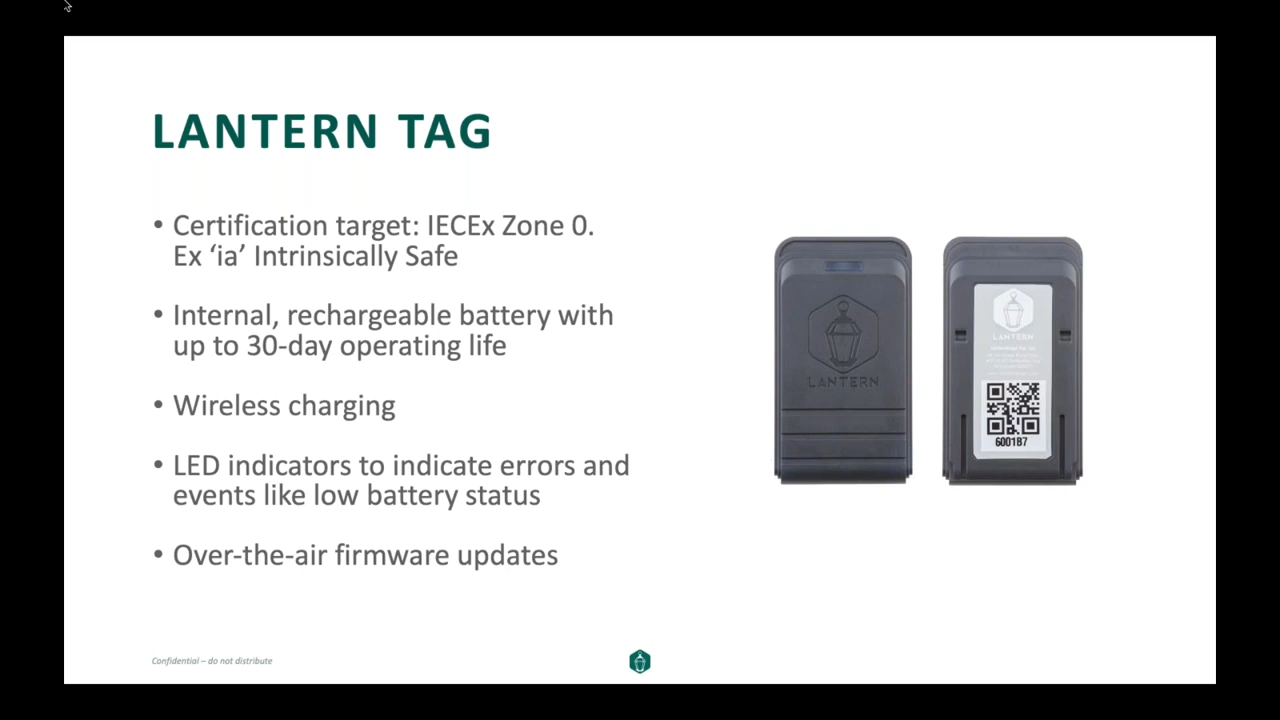 LANTERN TAG
• Certification target: IECEx Zone 0.
Ex ‘ia’ Intrinsically Safe
• Internal, rechargeable battery with
up to 30-day operating life
• Wireless charging
• LED indicators to indicate errors and
events like low battery status
• Over-the-air firmware updates
LANTERN
LANTERN
6001B7
Confidential – do not distribute